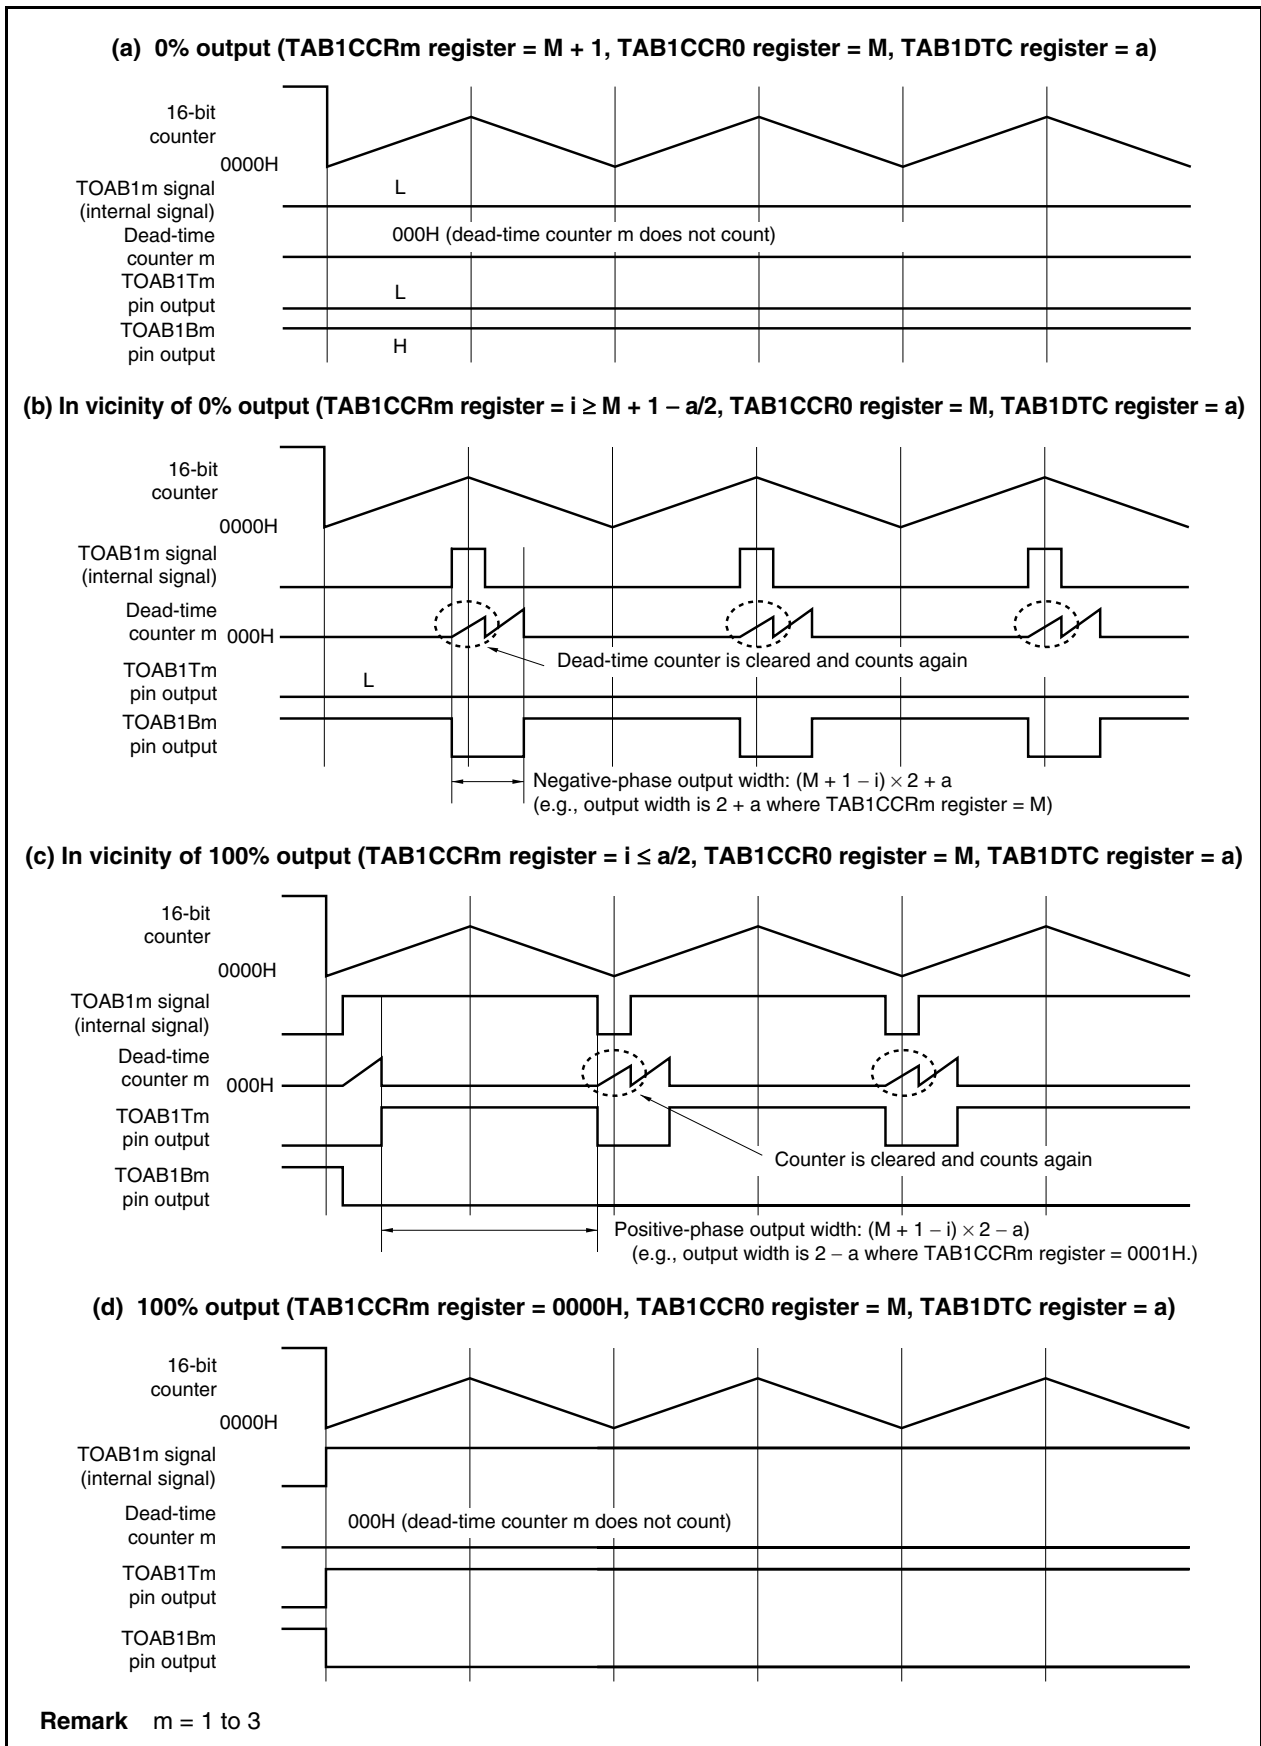 (a) 0% output (TAB1CCRm register = M + 1, TAB1CCR0 register = M, TAB1DTC register = a)
16-bit
counter
0000H
TOAB1m signal
(internal signal)
L
Dead-time
counter m
000H (dead-time counter m does not count)
TOAB1Tm
pin output
L
TOAB1Bm
pin output
H
(b) In vicinity of 0% output (TAB1CCRm register = i ≥ M + 1 − a/2, TAB1CCR0 register = M, TAB1DTC register = a)
16-bit
counter
0000H
TOAB1m signal
(internal signal)
Dead-time
counter m
000H
Dead-time counter is cleared and counts again
TOAB1Tm
pin output
L
TOAB1Bm
pin output
Negative-phase output width: (M + 1 − i) × 2 + a
(e.g., output width is 2 + a where TAB1CCRm register = M)
(c) In vicinity of 100% output (TAB1CCRm register = i ≤ a/2, TAB1CCR0 register = M, TAB1DTC register = a)
16-bit
counter
0000H
TOAB1m signal
(internal signal)
Dead-time
counter m
000H
TOAB1Tm
pin output
Counter is cleared and counts again
TOAB1Bm
pin output
Positive-phase output width: (M + 1 − i) × 2 − a)
(e.g., output width is 2 − a where TAB1CCRm register = 0001H.)
(d) 100% output (TAB1CCRm register = 0000H, TAB1CCR0 register = M, TAB1DTC register = a)
16-bit
counter
0000H
TOAB1m signal
(internal signal)
Dead-time
counter m
000H (dead-time counter m does not count)
TOAB1Tm
pin output
TOAB1Bm
pin output
Remark m = 1 to 3